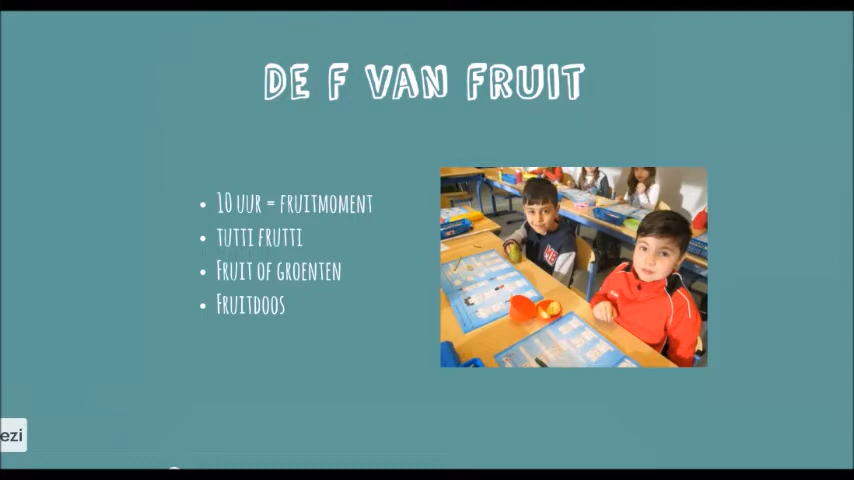 DE F VAN FRUIT
10 UUR = FRUITMOMENT
TUTTI FRUTTI
FRUIT OF GROENTEN
FRUITDOOS
ezi